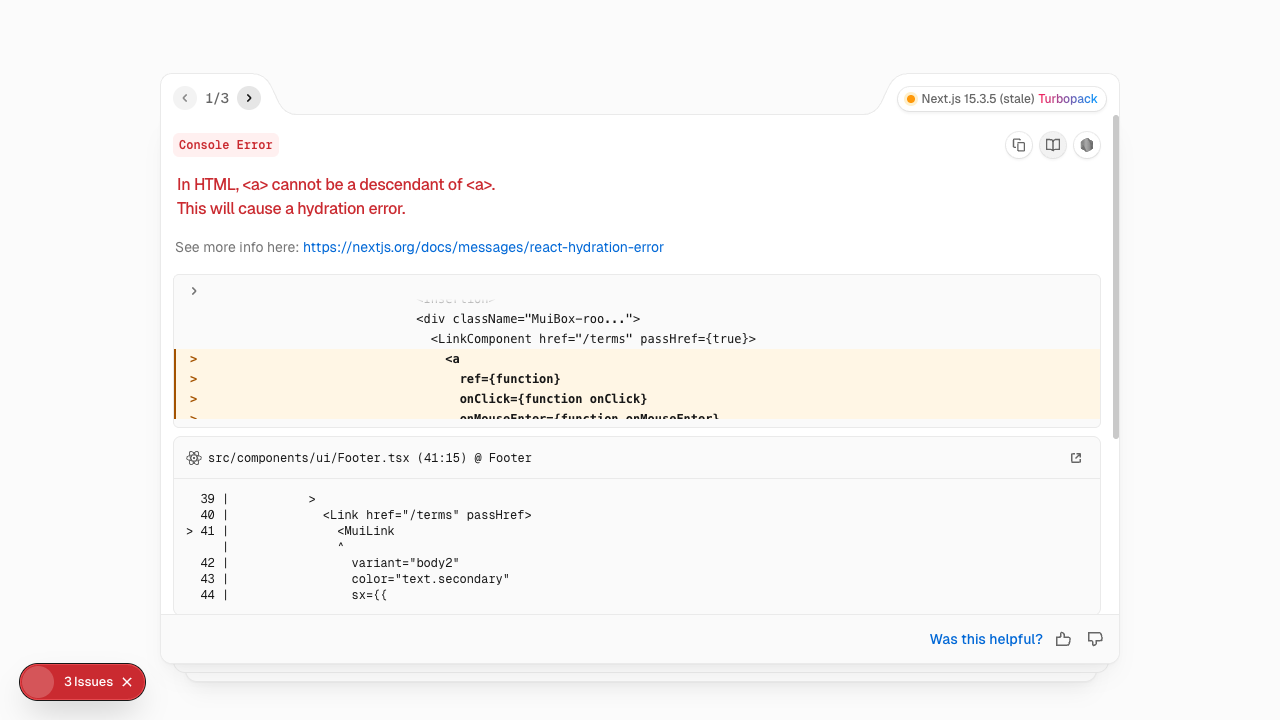 1/3
Next.js 15.3.5 (stale) Turbopack
Console Error
In HTML, <a> cannot be a descendant of <a>.
This will cause a hydration error.
See more info here: https://nextjs.org/docs/messages/react-hydration-error
<div className="MuiBox-roo...">
<LinkComponent href="/terms" passHref={true}>
> <a
> ref={function}
> onClick={function onClick}
> onMouseEnter={function onMouseEnter}
src/components/ui/Footer.tsx (41:15) @ Footer
39 | >
40 | <Link href="/terms" passHref>
> 41 | <MuiLink
| ^
42 | variant="body2"
43 | color="text.secondary"
44 | sx={{
Was this helpful?
3 Issues